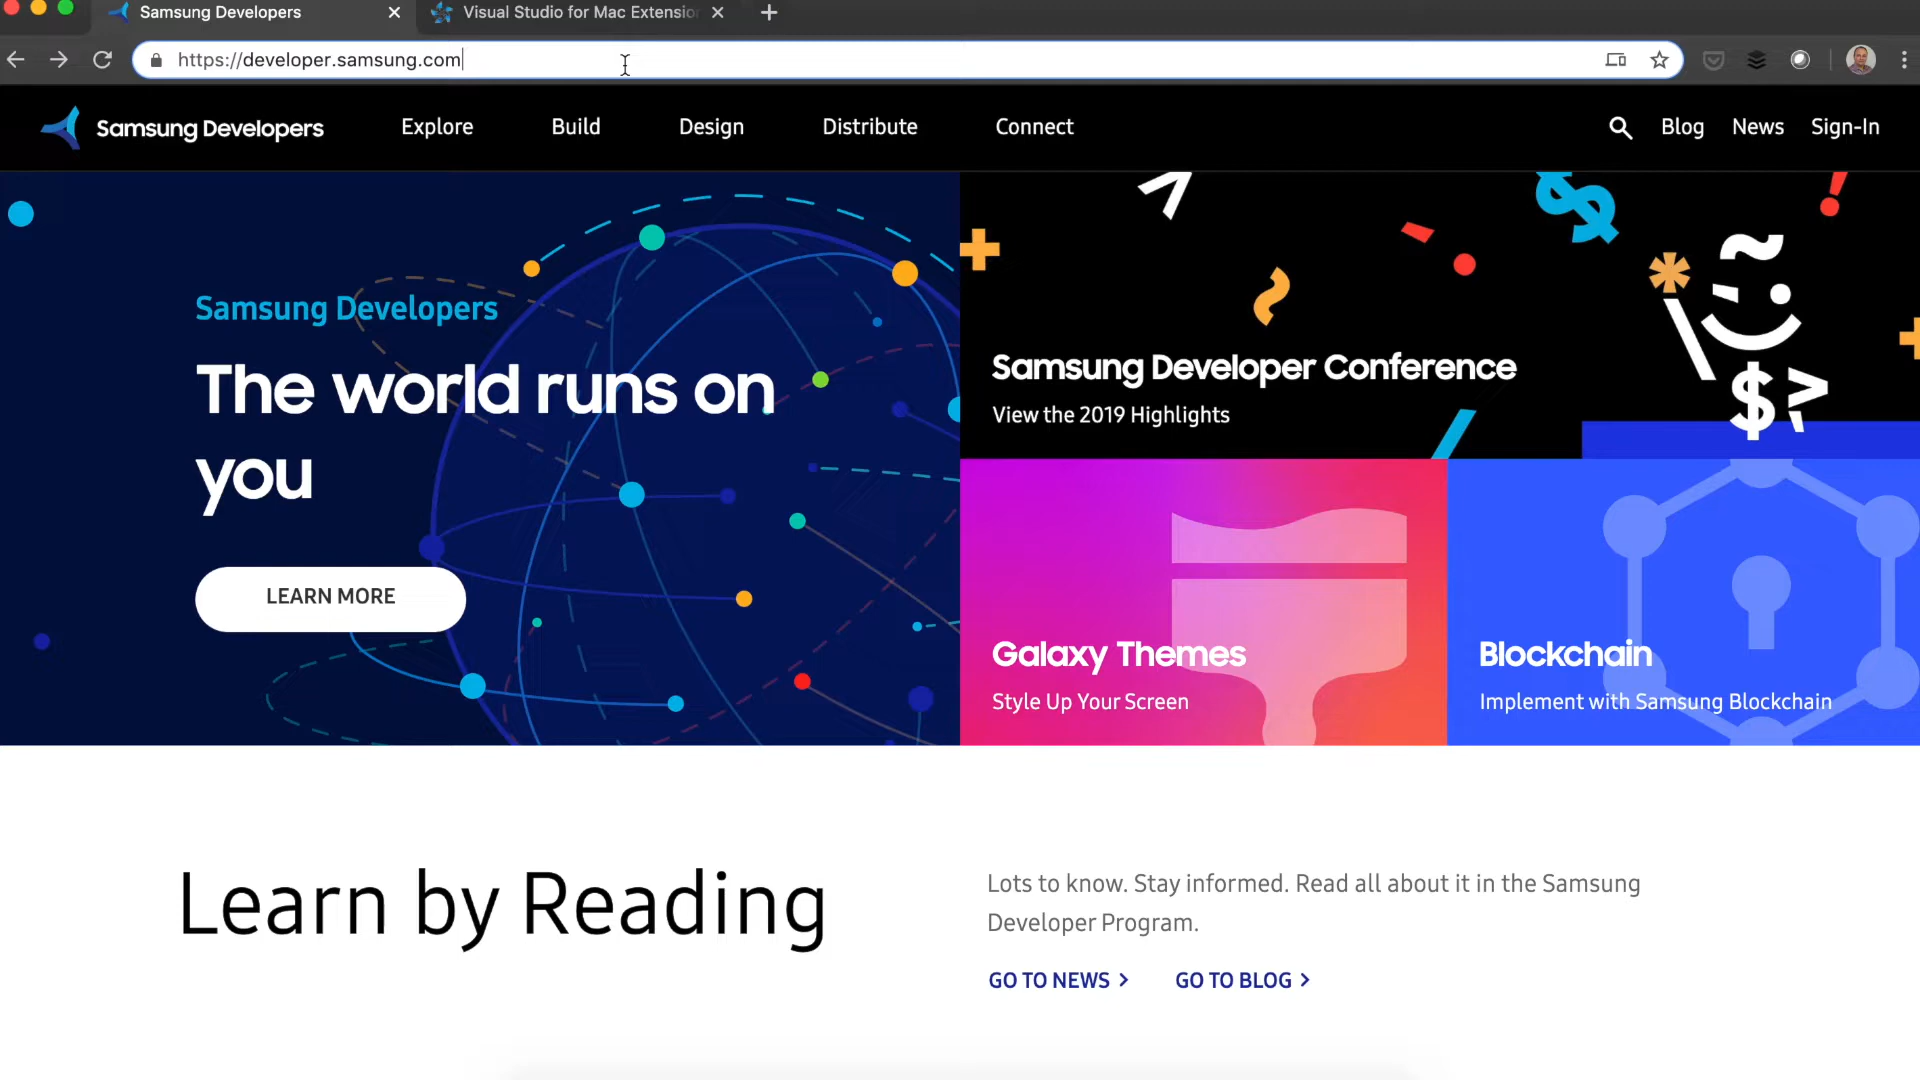 Samsung Developers
Visual Studio for Mac Extension
https://developer.samsung.com
Samsung Developers
Explore
Build
Design
Distribute
Connect
Blog
News
Sign-In
Samsung Developers
The world runs on
you
LEARN MORE
Samsung Developer Conference
View the 2019 Highlights
Galaxy Themes
Style Up Your Screen
Blockchain
Implement with Samsung Blockchain
Learn by Reading
Lots to know. Stay informed. Read all about it in the Samsung
Developer Program.
GO TO NEWS >
GO TO BLOG >